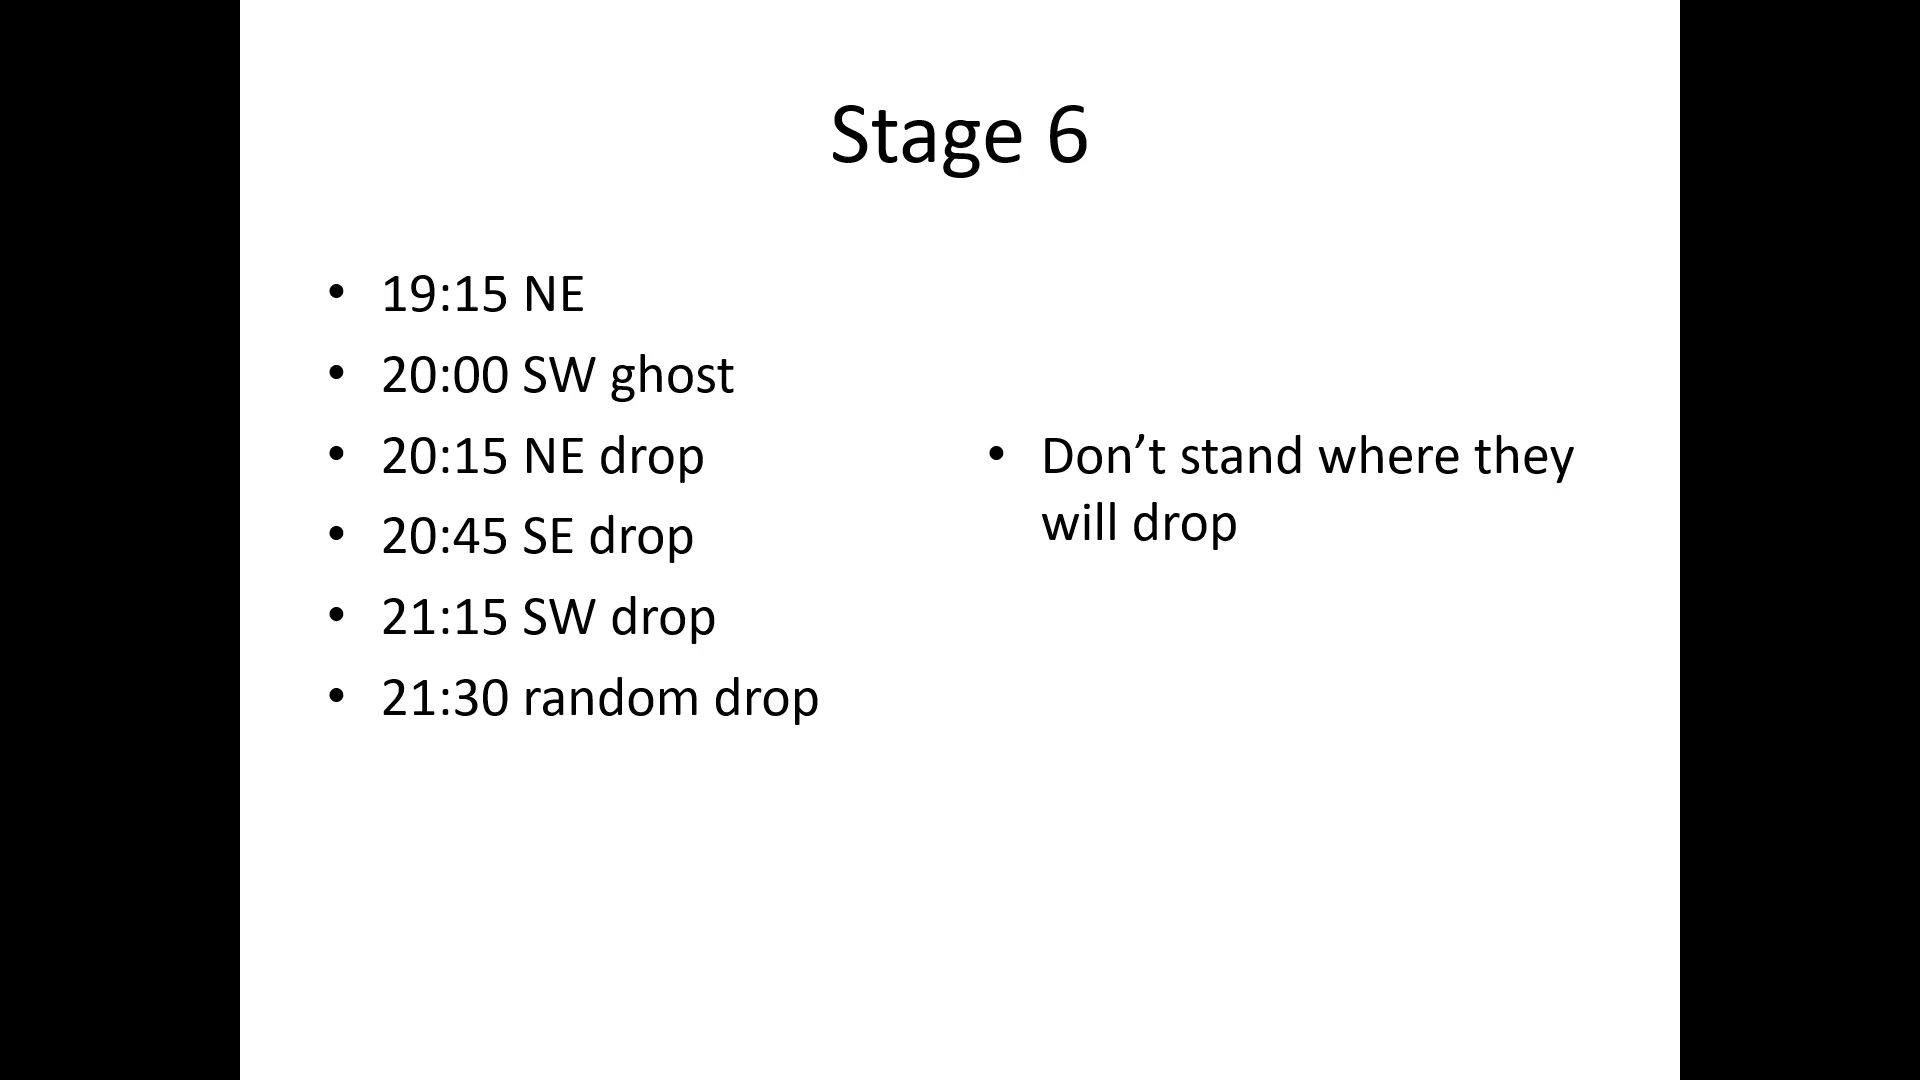 Stage 6
• 19:15 NE
• 20:00 SW ghost
• 20:15 NE drop
• 20:45 SE drop
• 21:15 SW drop
• 21:30 random drop
• Don’t stand where they
will drop